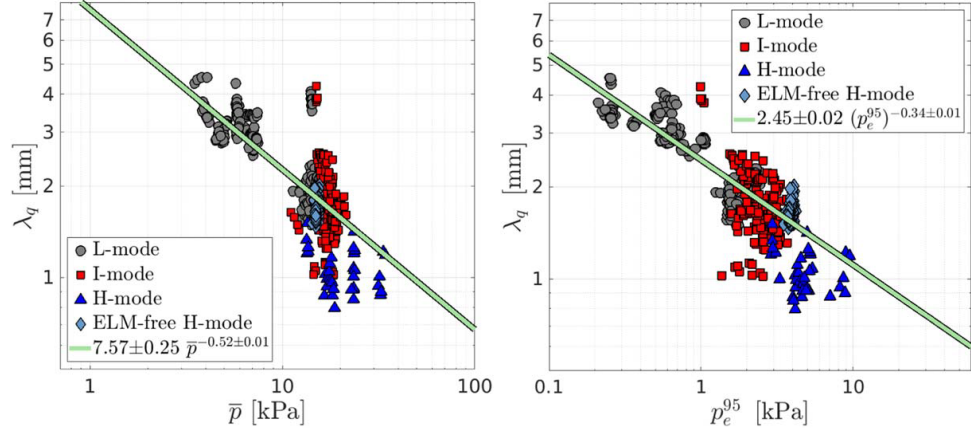 7
6
5
4
3
2
1
λq [mm]
L-mode
I-mode
H-mode
ELM-free H-mode
7.57±0.25 p̅^−0.52±0.01
1 10 100
p̅ [kPa]
7
6
5
4
3
2
1
λq [mm]
L-mode
I-mode
H-mode
ELM-free H-mode
2.45±0.02 (p_e^95)^−0.34±0.01
0.1 1 10
p_e^95 [kPa]